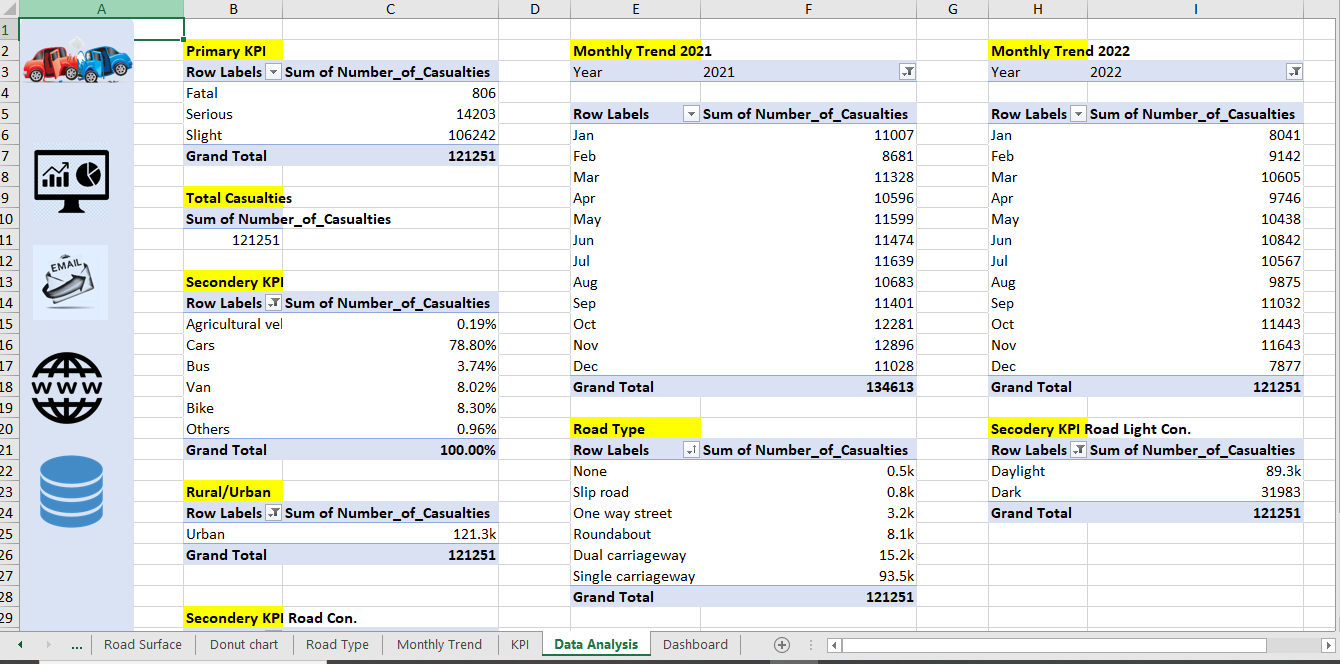 A B C D E F G H I
1
2 Primary KPI Monthly Trend 2021 Monthly Trend 2022
3 Row Labels Sum of Number_of_Casualties Year 2021 Year 2022
4 Fatal 806
5 Serious 14203 Row Labels Sum of Number_of_Casualties Row Labels Sum of Number_of_Casualties
6 Slight 106242 Jan 11007 Jan 8041
7 Grand Total 121251 Feb 8681 Feb 9142
8 Mar 11328 Mar 10605
9 Total Casualties Apr 10596 Apr 9746
10 Sum of Number_of_Casualties May 11599 May 10438
11 121251 Jun 11474 Jun 10842
12 EMAIL Jul 11639 Jul 10567
13 Secondery KPI Aug 10683 Aug 9875
14 Row Labels Sum of Number_of_Casualties Sep 11401 Sep 11032
15 Agricultural vel 0.19% Oct 12281 Oct 11443
16 Cars 78.80% Nov 12896 Nov 11643
17 Bus 3.74% Dec 11028 Dec 7877
18 WWW Van 8.02% Grand Total 134613 Grand Total 121251
19 Bike 8.30%
20 Others 0.96% Road Type Secodery KPI Road Light Con.
21 Grand Total 100.00% Row Labels Sum of Number_of_Casualties Row Labels Sum of Number_of_Casualties
22 None 0.5k Daylight 89.3k
23 Rural/Urban Slip road 0.8k Dark 31983
24 Row Labels Sum of Number_of_Casualties One way street 3.2k Grand Total 121251
25 Urban 121.3k Roundabout 8.1k
26 Grand Total 121251 Dual carriageway 15.2k
27 Single carriageway 93.5k
28 Grand Total 121251
29 Secondery KPI Road Con.
... Road Surface Donut chart Road Type Monthly Trend KPI Data Analysis Dashboard